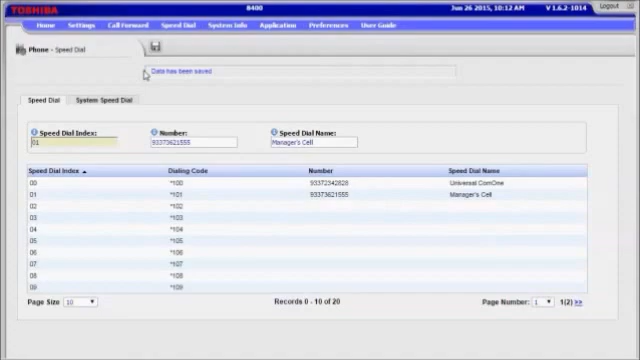 TOSHIBA 8400 Jun 26 2015, 10:12 AM V 1.6.2-1014 Logout
Home Settings Call Forward Speed Dial System Info Application Preferences User Guide
Phone - Speed Dial
Data has been saved
Speed Dial System Speed Dial
Speed Dial Index: Number: Speed Dial Name:
01 93373621555 Manager's Cell
Speed Dial Index Dialing Code Number Speed Dial Name
00 *100 93372342828 Universal ComOne
01 *101 93373621555 Manager's Cell
02 *102
03 *103
04 *104
05 *105
06 *106
07 *107
08 *108
09 *109
Page Size 10 Records 0 - 10 of 20 Page Number: 1 1(2) >>